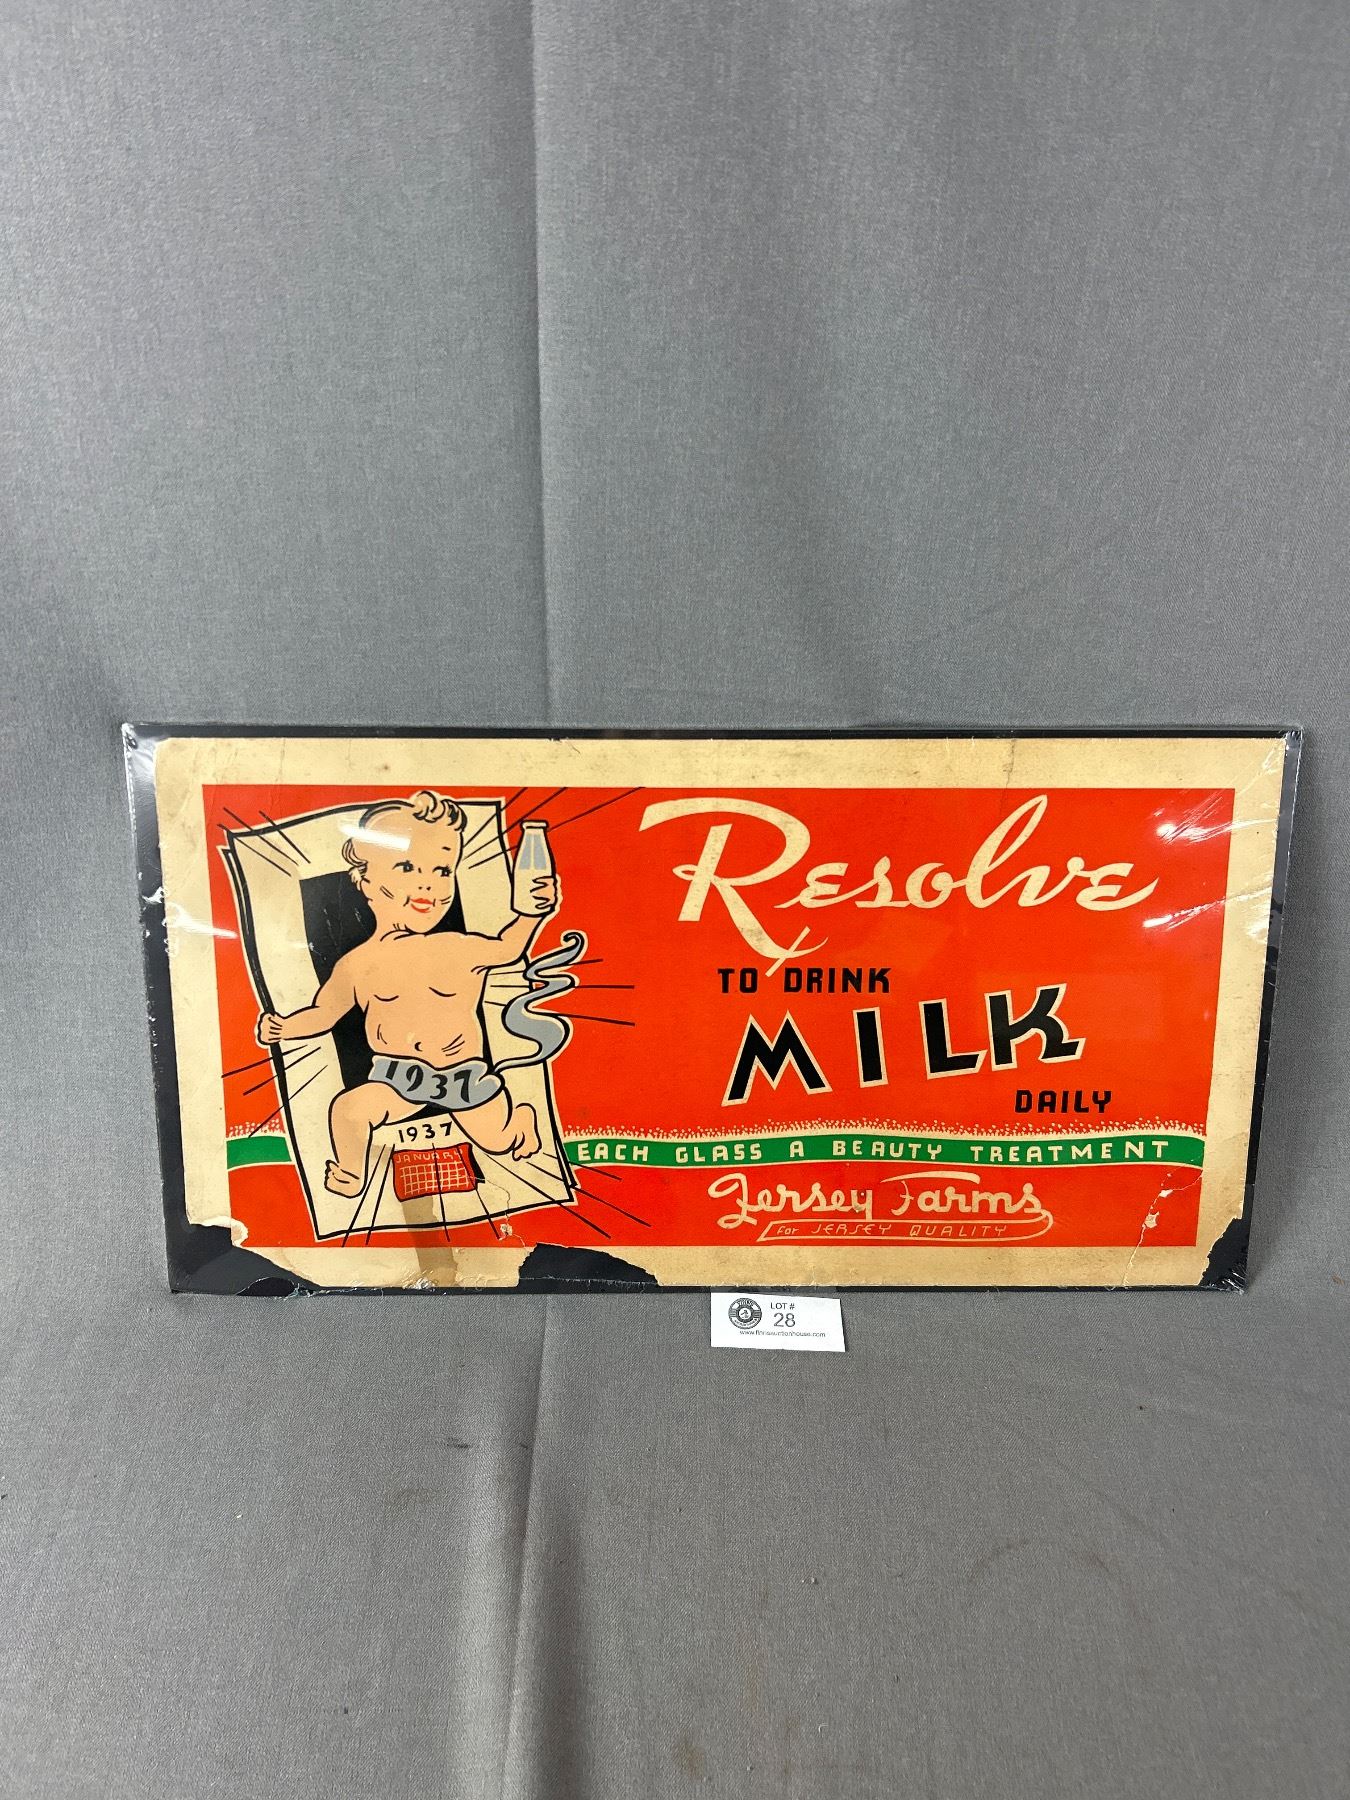 Resolve
TO DRINK
MILK
DAILY
1937
1937
JANUARY
EACH GLASS A BEAUTY TREATMENT
Jersey Farms
for JERSEY QUALITY
LOT #
28